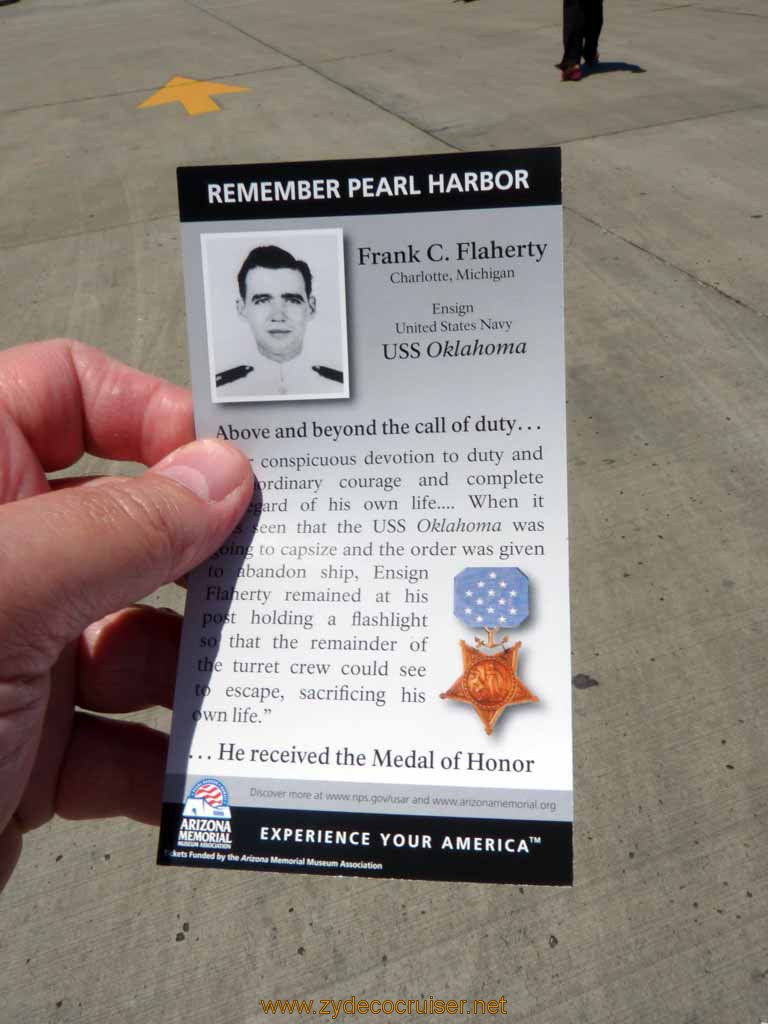 REMEMBER PEARL HARBOR
Frank C. Flaherty
Charlotte, Michigan
Ensign
United States Navy
USS Oklahoma
Above and beyond the call of duty...
conspicuous devotion to duty and
ordinary courage and complete
egard of his own life.... When it
s seen that the USS Oklahoma was
going to capsize and the order was given
to abandon ship, Ensign
Flaherty remained at his
post holding a flashlight
so that the remainder of
the turret crew could see
to escape, sacrificing his
own life.”
... He received the Medal of Honor
Discover more at www.nps.gov/usar and www.arizonamemorial.org
ARIZONA
MEMORIAL
MUSEUM ASSOCIATION
EXPERIENCE YOUR AMERICA™
Tickets Funded by the Arizona Memorial Museum Association
www.zydecocruiser.net